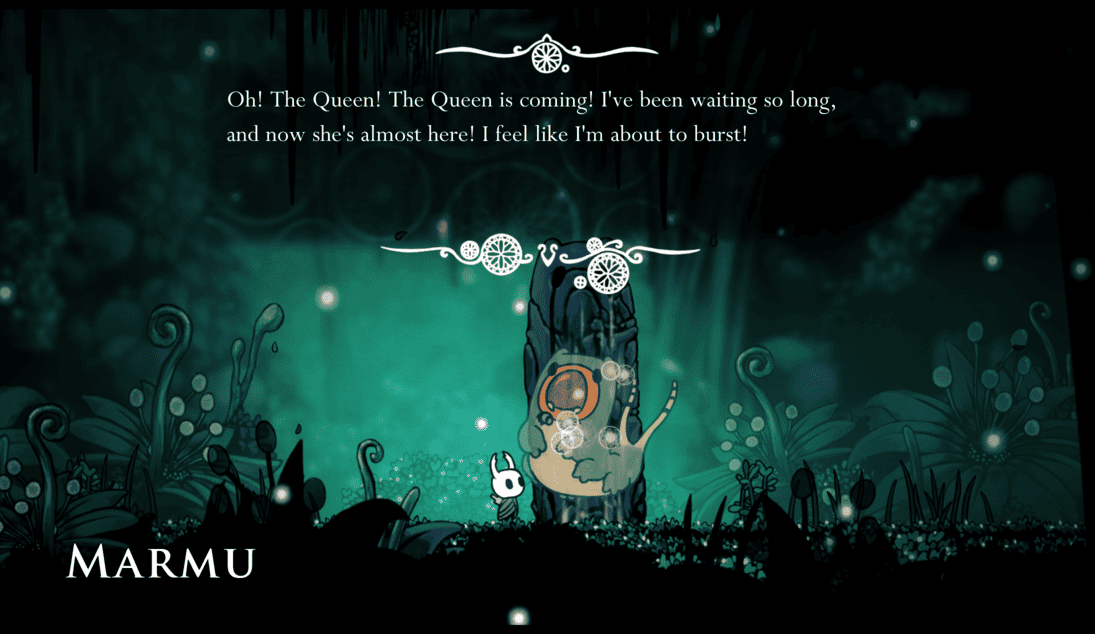 Oh! The Queen! The Queen is coming! I've been waiting so long,
and now she's almost here! I feel like I'm about to burst!
MARMU